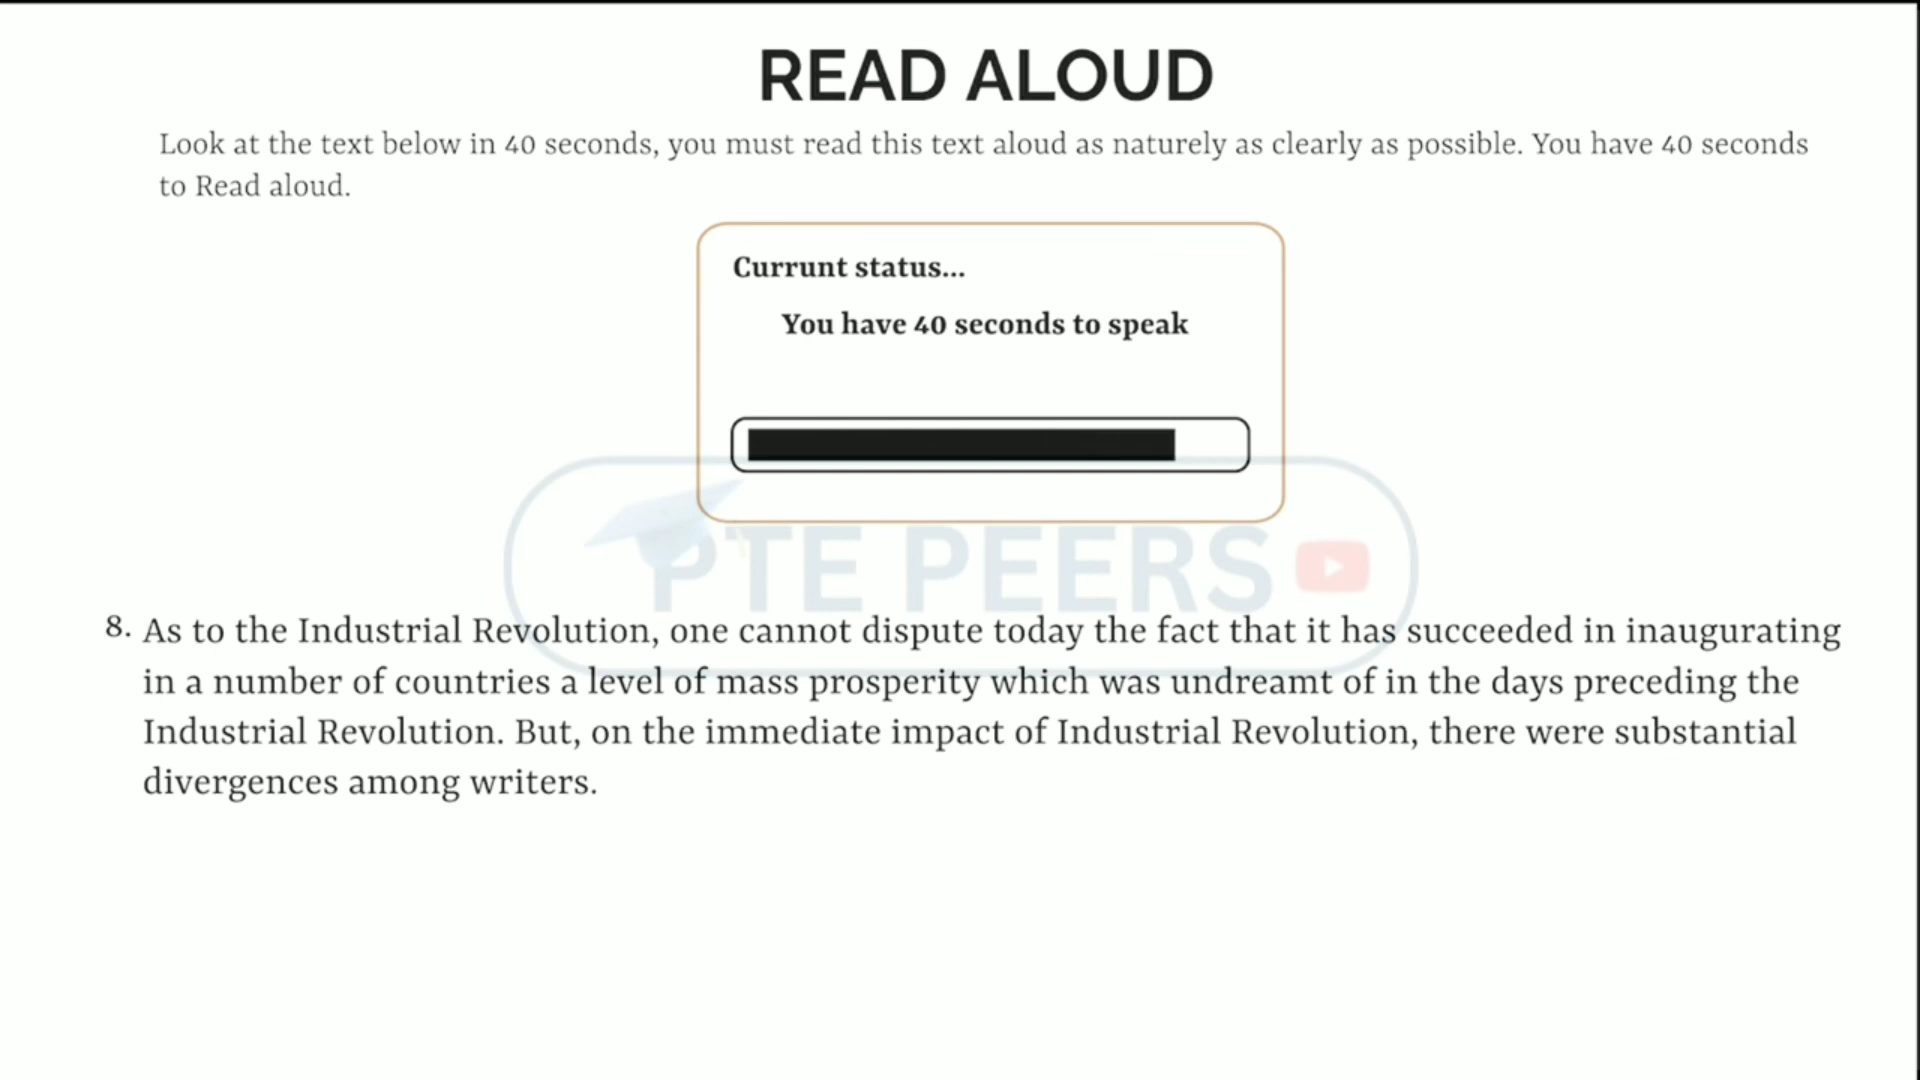 READ ALOUD
Look at the text below in 40 seconds, you must read this text aloud as naturely as clearly as possible. You have 40 seconds
to Read aloud.
Currunt status...
You have 40 seconds to speak
PTE PEERS
8. As to the Industrial Revolution, one cannot dispute today the fact that it has succeeded in inaugurating
in a number of countries a level of mass prosperity which was undreamt of in the days preceding the
Industrial Revolution. But, on the immediate impact of Industrial Revolution, there were substantial
divergences among writers.